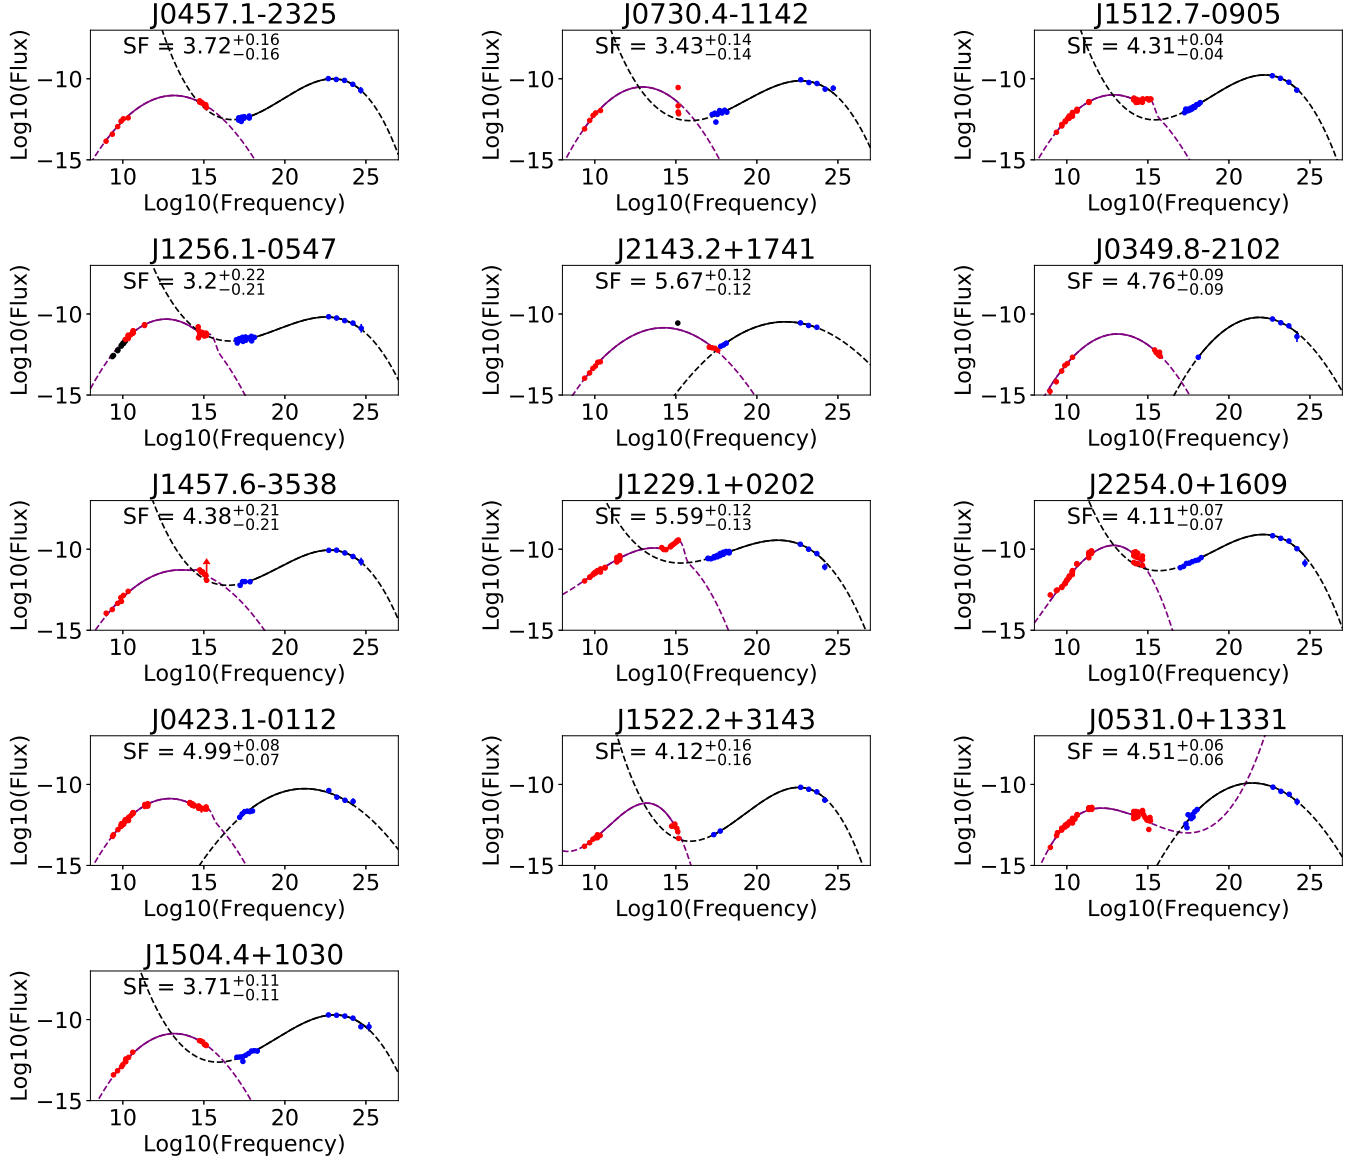 J0457.1-2325
J0730.4-1142
J1512.7-0905
SF = 3.72+0.16 −0.16
SF = 3.43+0.14 −0.14
SF = 4.31+0.04 −0.04
Log10(Flux)
−10
−15
Log10(Flux)
−10
−15
Log10(Flux)
−10
−15
10 15 20 25
10 15 20 25
10 15 20 25
Log10(Frequency)
Log10(Frequency)
Log10(Frequency)
J1256.1-0547
J2143.2+1741
J0349.8-2102
SF = 3.2+0.22 −0.21
SF = 5.67+0.12 −0.12
SF = 4.76+0.09 −0.09
Log10(Flux)
−10
−15
Log10(Flux)
−10
−15
Log10(Flux)
−10
−15
10 15 20 25
10 15 20 25
10 15 20 25
Log10(Frequency)
Log10(Frequency)
Log10(Frequency)
J1457.6-3538
J1229.1+0202
J2254.0+1609
SF = 4.38+0.21 −0.21
SF = 5.59+0.12 −0.13
SF = 4.11+0.07 −0.07
Log10(Flux)
−10
−15
Log10(Flux)
−10
−15
Log10(Flux)
−10
−15
10 15 20 25
10 15 20 25
10 15 20 25
Log10(Frequency)
Log10(Frequency)
Log10(Frequency)
J0423.1-0112
J1522.2+3143
J0531.0+1331
SF = 4.99+0.08 −0.07
SF = 4.12+0.16 −0.16
SF = 4.51+0.06 −0.06
Log10(Flux)
−10
−15
Log10(Flux)
−10
−15
Log10(Flux)
−10
−15
10 15 20 25
10 15 20 25
10 15 20 25
Log10(Frequency)
Log10(Frequency)
Log10(Frequency)
J1504.4+1030
SF = 3.71+0.11 −0.11
Log10(Flux)
−10
−15
10 15 20 25
Log10(Frequency)